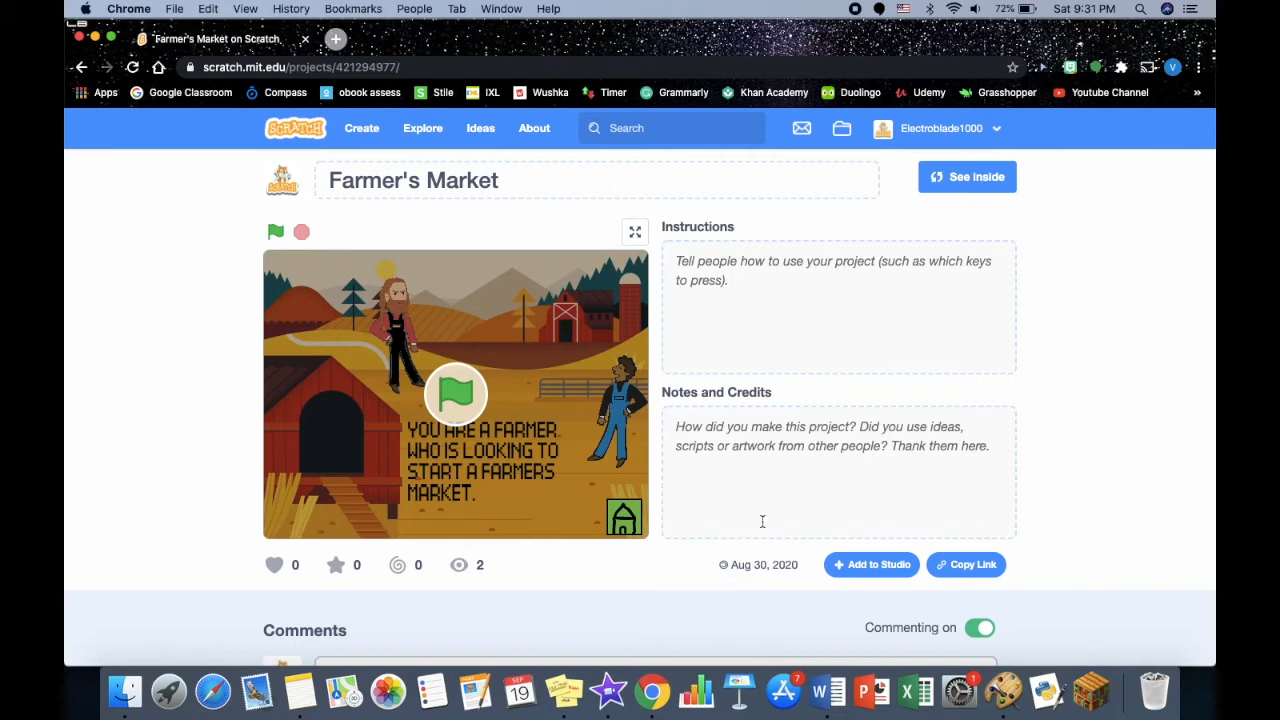 Chrome File Edit View History Bookmarks People Tab Window Help 72% Sat 9:31 PM
Farmer's Market on Scratch
scratch.mit.edu/projects/421294977/
V
Apps Google Classroom Compass obook assess Stile IXL Wushka Timer Grammarly Khan Academy Duolingo Udemy Grasshopper Youtube Channel »
SCRATCH Create Explore Ideas About Search Electroblade1000
Farmer's Market
See inside
Instructions
Tell people how to use your project (such as which keys
to press).
YOU ARE A FARMER
WHO IS LOOKING TO
START A FARMERS
MARKET.
Notes and Credits
How did you make this project? Did you use ideas,
scripts or artwork from other people? Thank them here.
0 0 0 2
© Aug 30, 2020 Add to Studio Copy Link
Comments
Commenting on
SEP
19
7
1